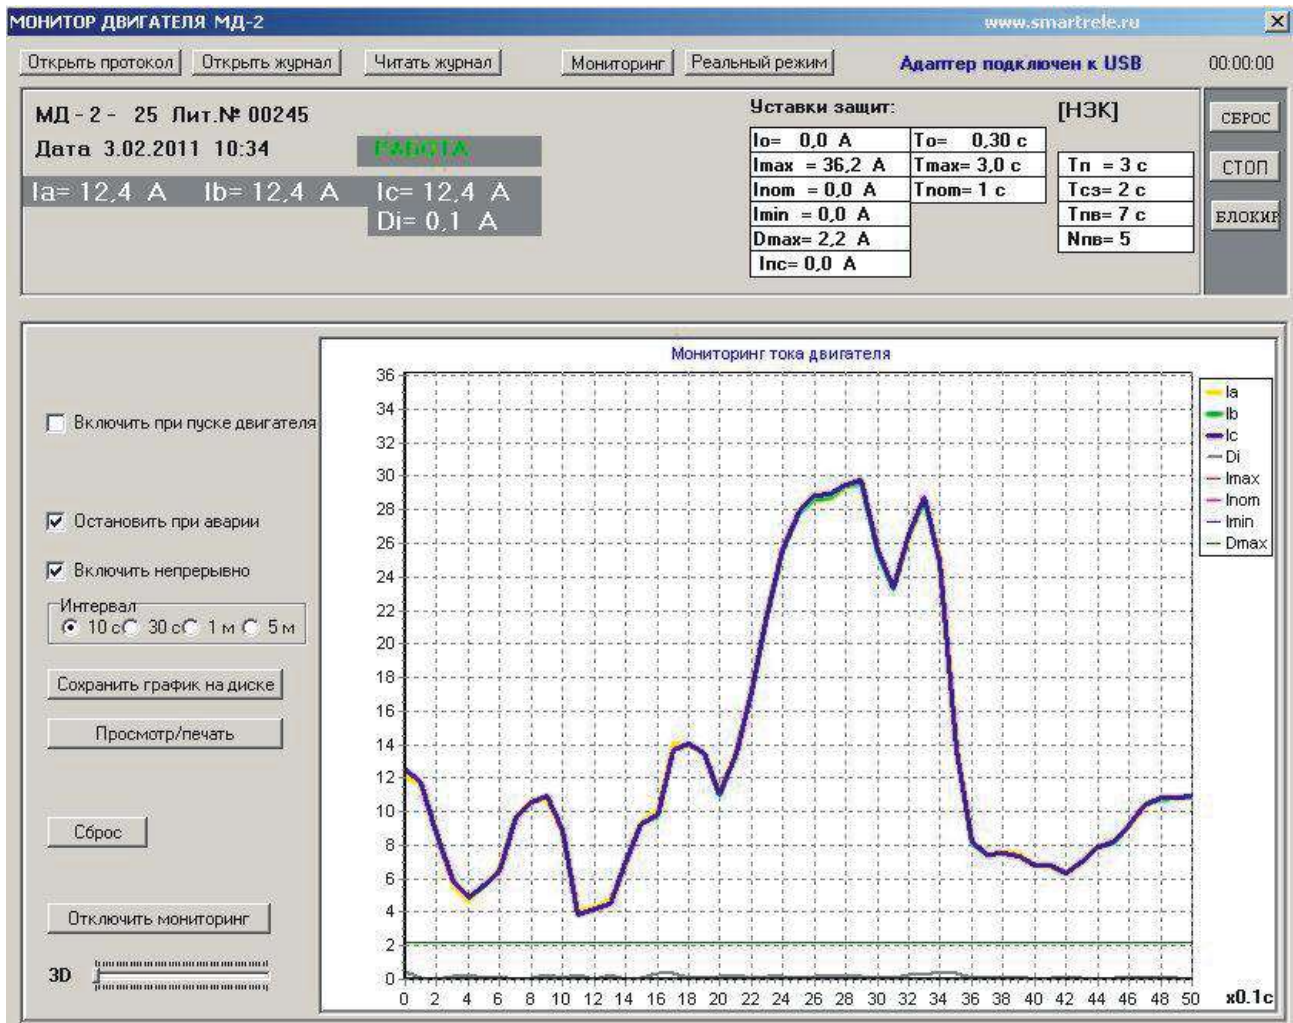 МОНИТОР ДВИГАТЕЛЯ МД-2 www.smartrele.ru
Открыть протокол Открыть журнал Читать журнал Мониторинг Реальный режим Адаптер подключен к USB 00:00:00
МД - 2 - 25 Лит.№ 00245 Уставки защит: [НЗК] СБРОС
Дата 3.02.2011 10:34 РАБОТА Io= 0,0 А To= 0,30 с
Imax = 36,2 А Tmax= 3,0 с Тп = 3 с СТОП
Ia= 12,4 А Ib= 12,4 А Ic= 12,4 А Inom = 0,0 А Tnom= 1 с Тсз= 2 с
Di= 0,1 А Imin = 0,0 А Тпв= 7 с БЛОКИР
Dmax= 2,2 А Nпв= 5
Iпс= 0,0 А
Мониторинг тока двигателя
36
34
32
30
28
26
24
22
20
18
16
14
12
10
8
6
4
2
0
0 2 4 6 8 10 12 14 16 18 20 22 24 26 28 30 32 34 36 38 40 42 44 46 48 50 x0.1с
Ia
Ib
Ic
Di
Imax
Inom
Imin
Dmax
Включить при пуске двигателя
Остановить при аварии
Включить непрерывно
Интервал
10 с 30 с 1 м 5 м
Сохранить график на диске
Просмотр/печать
Сброс
Отключить мониторинг
3D